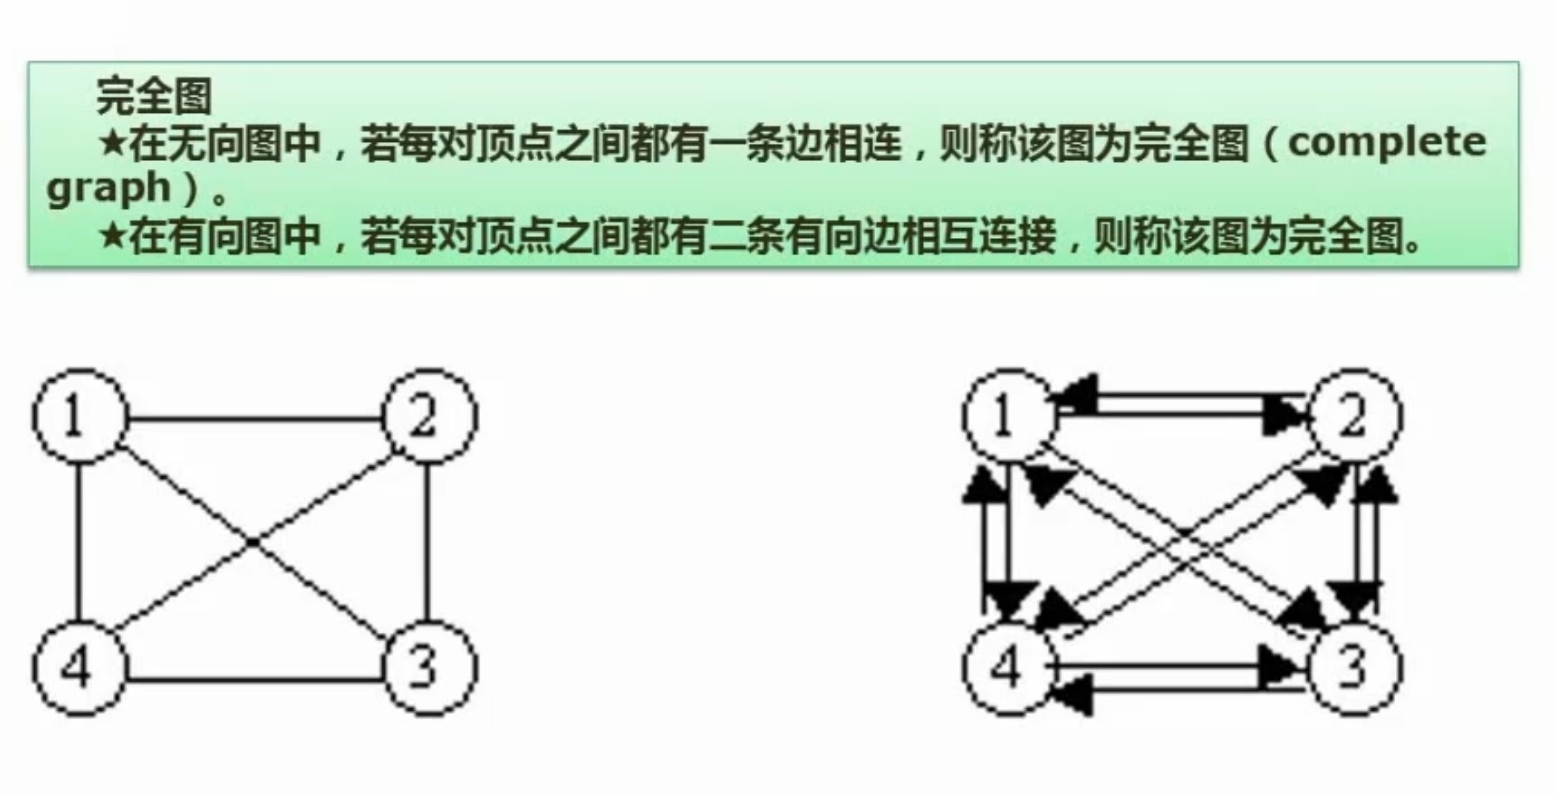 完全图
★在无向图中，若每对顶点之间都有一条边相连，则称该图为完全图（complete
graph）。
★在有向图中，若每对顶点之间都有二条有向边相互连接，则称该图为完全图。
1 2 1 2
4 3 4 3